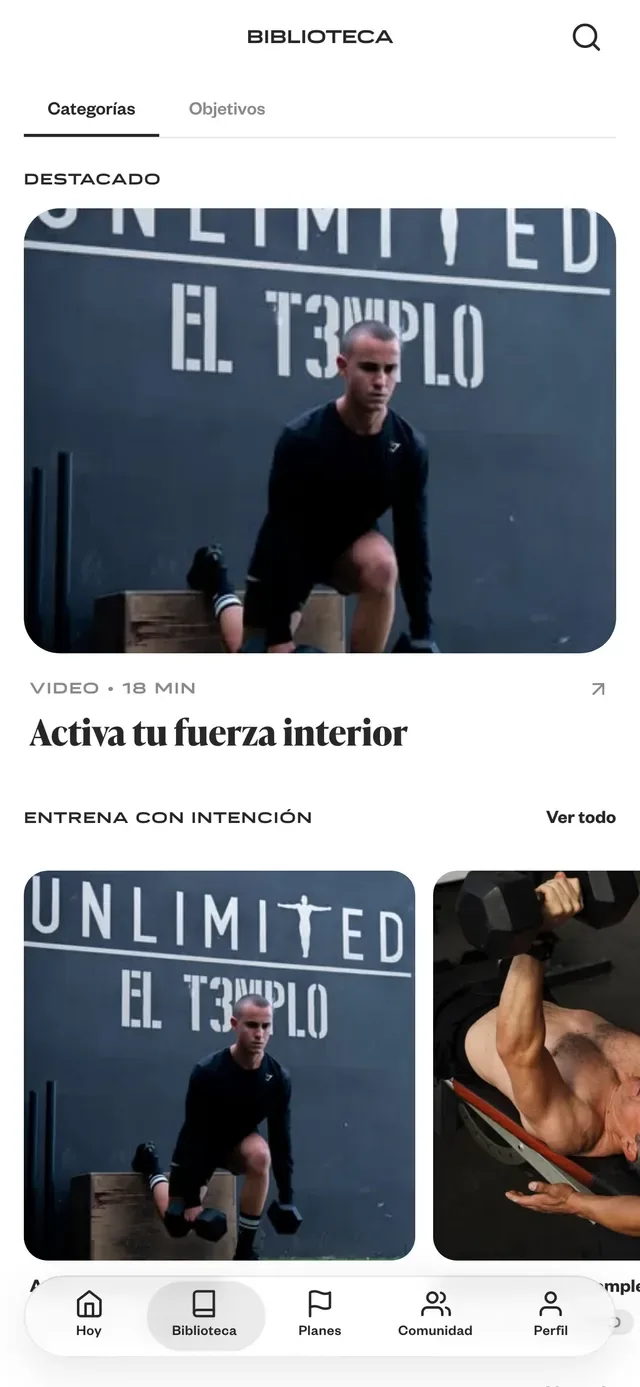 BIBLIOTECA
Categorías
Objetivos
DESTACADO
UNLIMITED
EL T3MPLO
VIDEO • 18 MIN
Activa tu fuerza interior
ENTRENA CON INTENCIÓN
Ver todo
UNLIMITED
EL T3MPLO
Hoy
Biblioteca
Planes
Comunidad
Perfil